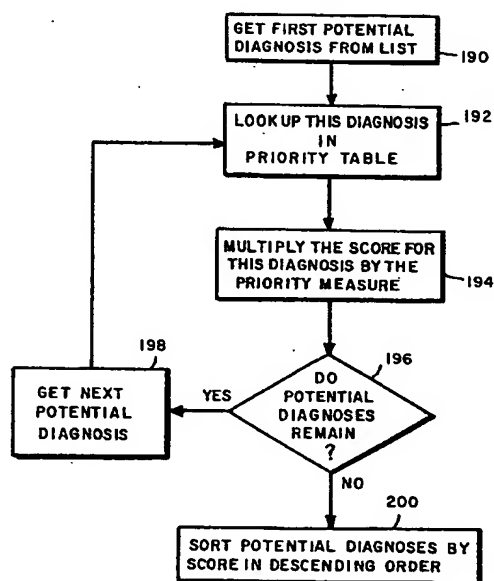 GET FIRST POTENTIAL
DIAGNOSIS FROM LIST
190
LOOK UP THIS DIAGNOSIS
IN
PRIORITY TABLE
192
MULTIPLY THE SCORE FOR
THIS DIAGNOSIS BY THE
PRIORITY MEASURE
194
196
DO
POTENTIAL
DIAGNOSES
REMAIN
?
YES
198
GET NEXT
POTENTIAL
DIAGNOSIS
NO
200
SORT POTENTIAL DIAGNOSES BY
SCORE IN DESCENDING ORDER